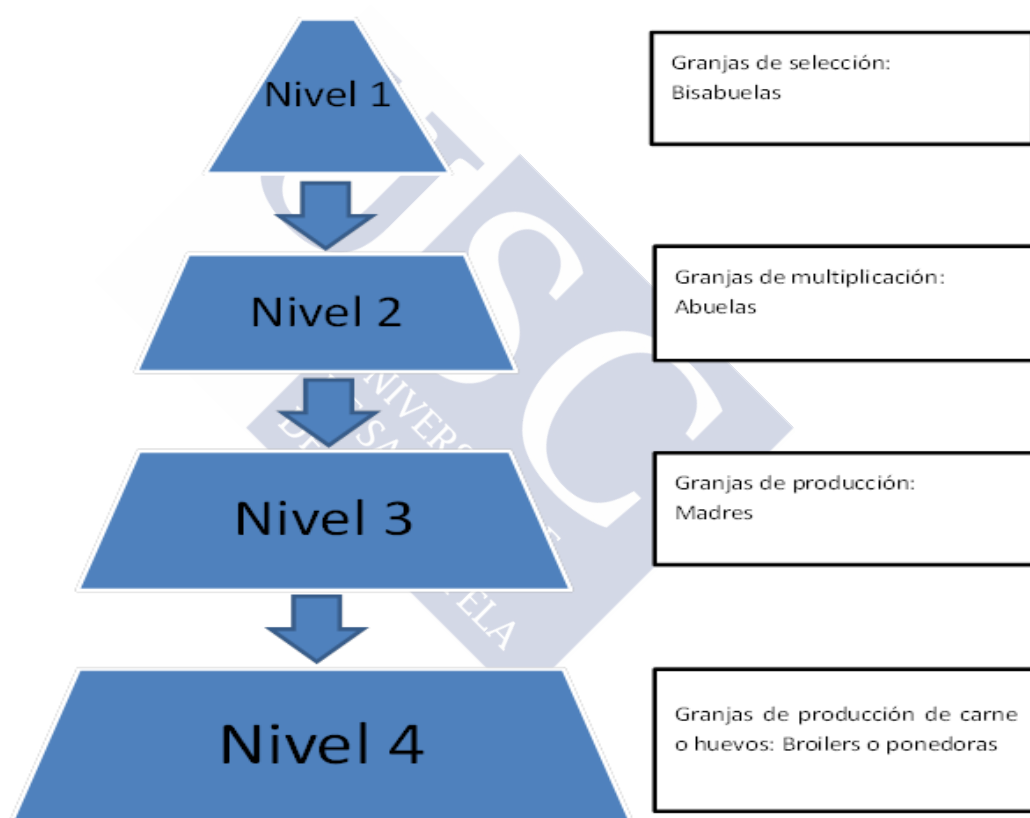 Nivel 1
Granjas de selección:
Bisabuelas
Nivel 2
Granjas de multiplicación:
Abuelas
Nivel 3
Granjas de producción:
Madres
Nivel 4
Granjas de producción de carne
o huevos: Broilers o ponedoras
USC